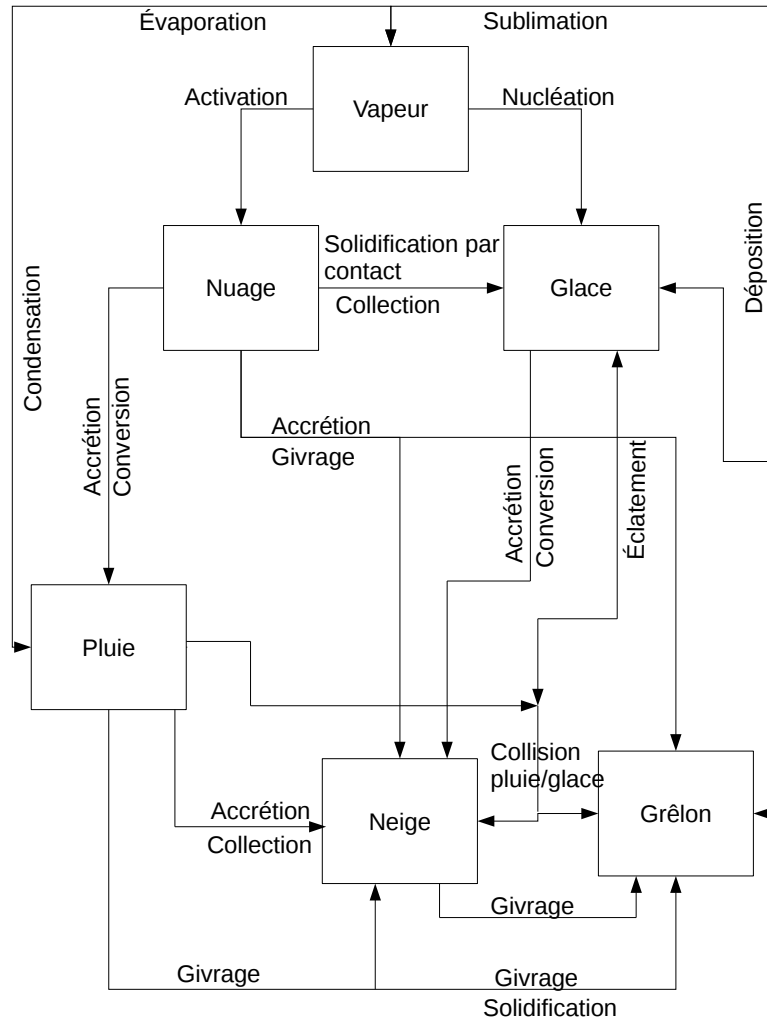 Évaporation
Sublimation
Activation
Vapeur
Nucléation
Déposition
Condensation
Nuage
Solidification par
contact
Collection
Glace
Accrétion
Conversion
Accrétion
Givrage
Accrétion
Conversion
Éclatement
Pluie
Collision
pluie/glace
Accrétion
Collection
Neige
Grêlon
Givrage
Givrage
Givrage
Solidification